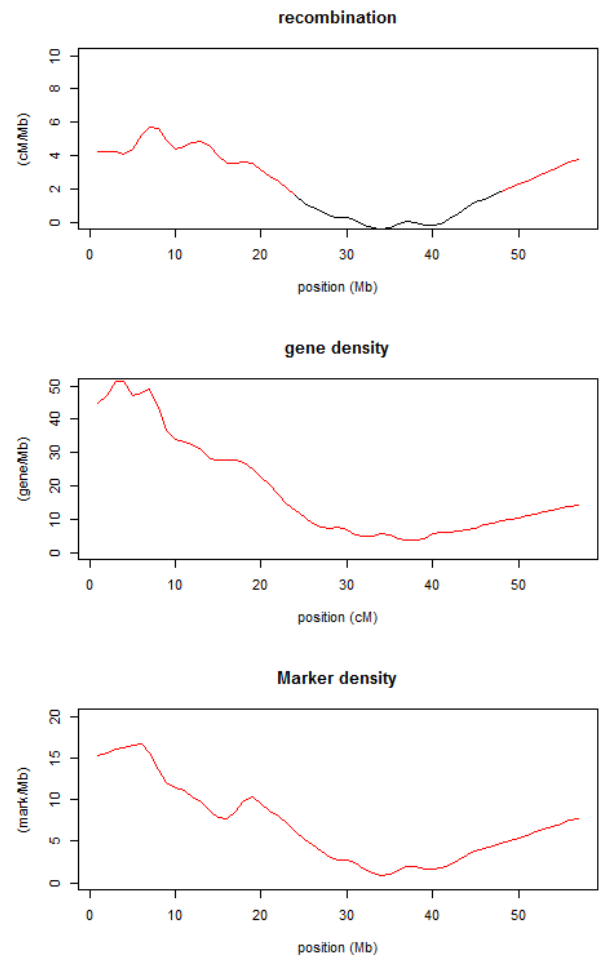 recombination
(cM/Mb)
10
8
6
4
2
0
0 10 20 30 40 50
position (Mb)
gene density
(gene/Mb)
50
40
30
20
10
0
0 10 20 30 40 50
position (cM)
Marker density
(mark/Mb)
20
15
10
5
0
0 10 20 30 40 50
position (Mb)